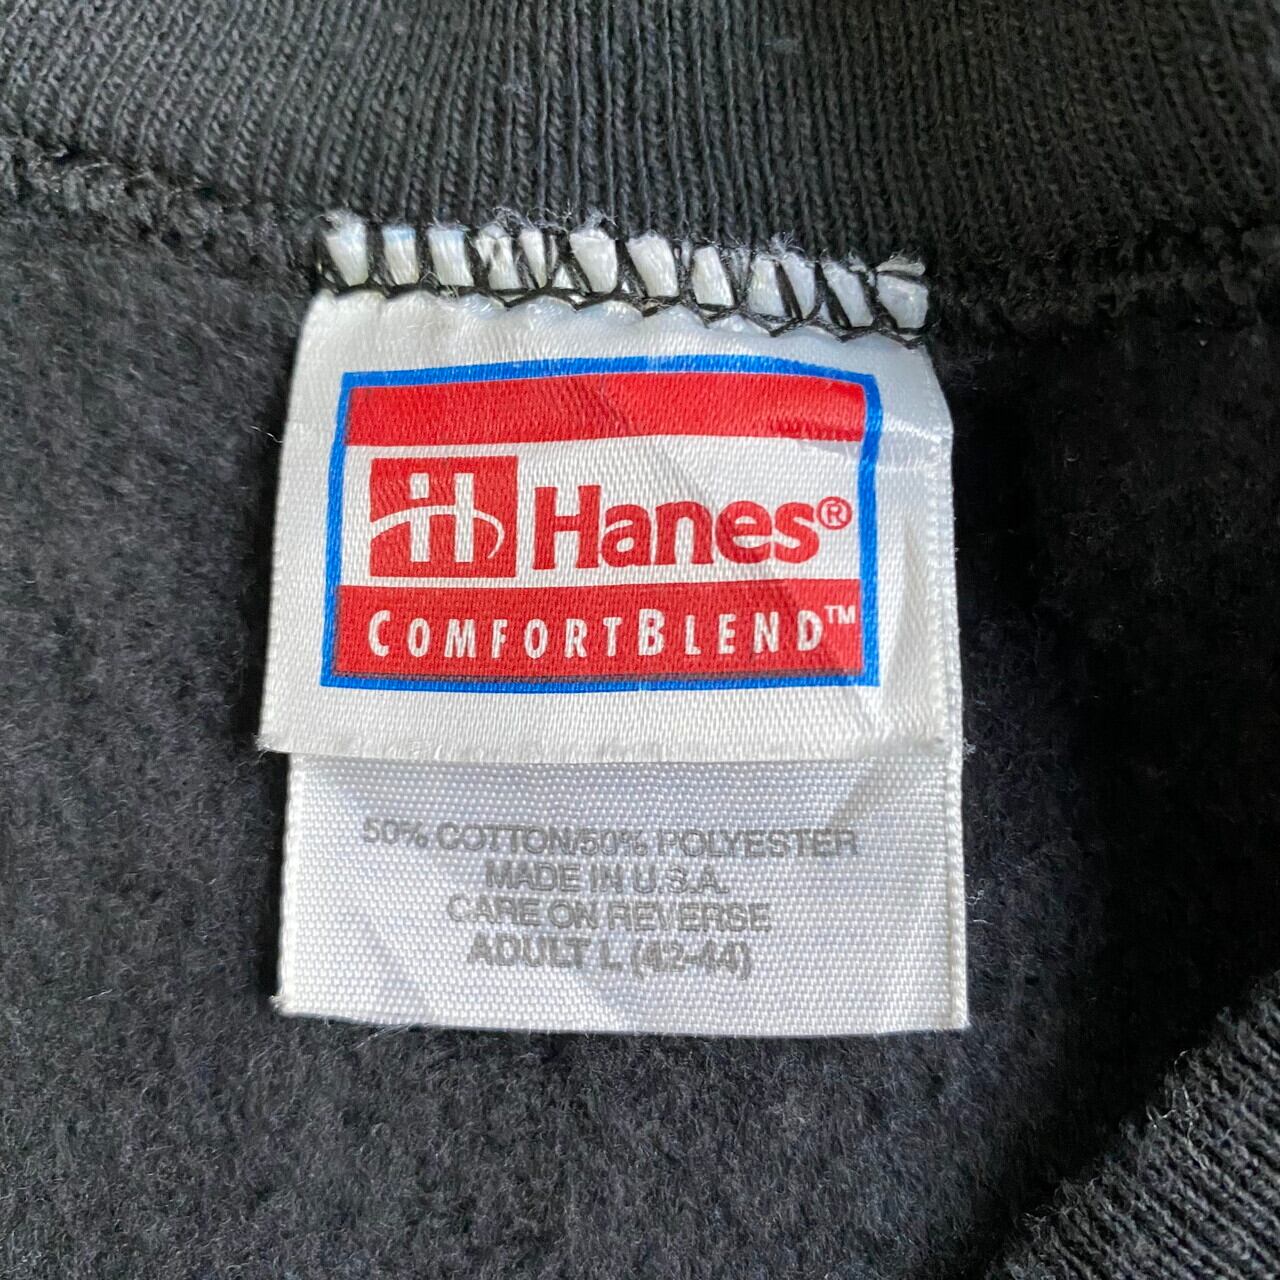 H Hanes®
COMFORTBLEND™
50% COTTON/50% POLYESTER
MADE IN U.S.A.
CARE ON REVERSE
ADULT L (42-44)